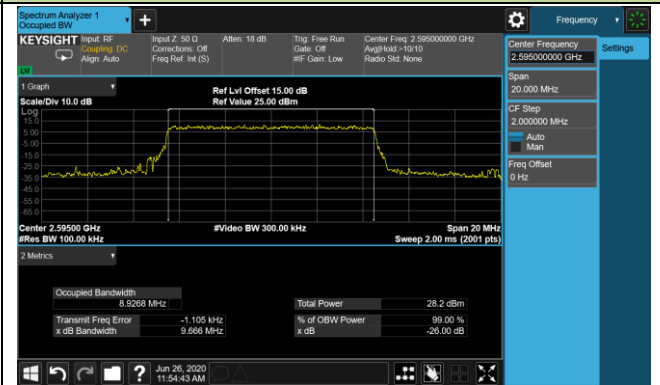 Spectrum Analyzer 1
Occupied BW
Frequency
KEYSIGHT
Input: RF
Coupling: DC
Align: Auto
Input Z: 50 Ω
Corrections: Off
Freq Ref: Int (S)
Atten: 18 dB
Trig: Free Run
Gate: Off
#IF Gain: Low
Center Freq: 2.595000000 GHz
Avg|Hold:>10/10
Radio Std: None
LW
Center Frequency
2.595000000 GHz
Settings
Span
20.000 MHz
CF Step
2.000000 MHz
Auto
Man
Freq Offset
0 Hz
1 Graph
Scale/Div 10.0 dB
Ref Lvl Offset 15.00 dB
Ref Value 25.00 dBm
Log
15.0
5.00
-5.00
-15.0
-25.0
-35.0
-45.0
-55.0
-65.0
Center 2.59500 GHz
#Video BW 300.00 kHz
Span 20 MHz
#Res BW 100.00 kHz
Sweep 2.00 ms (2001 pts)
2 Metrics
Occupied Bandwidth
8.9268 MHz
Total Power 28.2 dBm
Transmit Freq Error -1.105 kHz
% of OBW Power 99.00 %
x dB Bandwidth 9.666 MHz
x dB -26.00 dB
Jun 26, 2020
11:54:43 AM